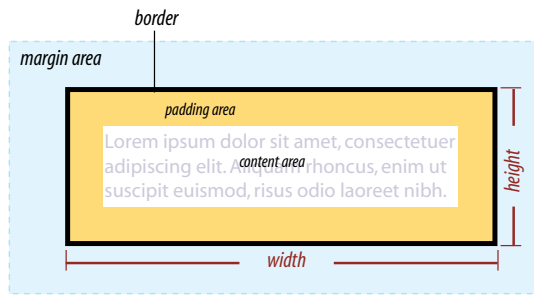 border
margin area
padding area
Lorem ipsum dolor sit amet, consectetuer
adipiscing elit. Aliquam rhoncus, enim ut
content area
suscipit euismod, risus odio laoreet nibh.
height
width